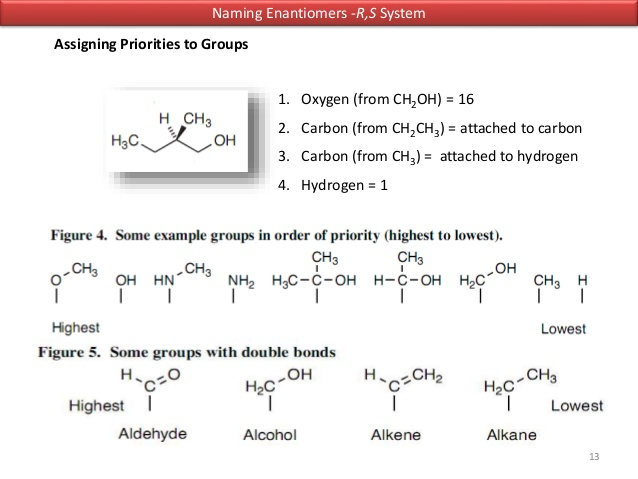 Naming Enantiomers -R,S System
Assigning Priorities to Groups
H CH3
H3C OH
1. Oxygen (from CH2OH) = 16
2. Carbon (from CH2CH3) = attached to carbon
3. Carbon (from CH3) = attached to hydrogen
4. Hydrogen = 1
Figure 4. Some example groups in order of priority (highest to lowest).
CH3 CH3
O CH3 OH HN CH3 NH2 H3C-C-OH H-C-OH H2C OH CH3 H
Highest Lowest
Figure 5. Some groups with double bonds
H C=O H2C OH H C=CH2 H2C CH3
Highest Lowest
Aldehyde Alcohol Alkene Alkane
13